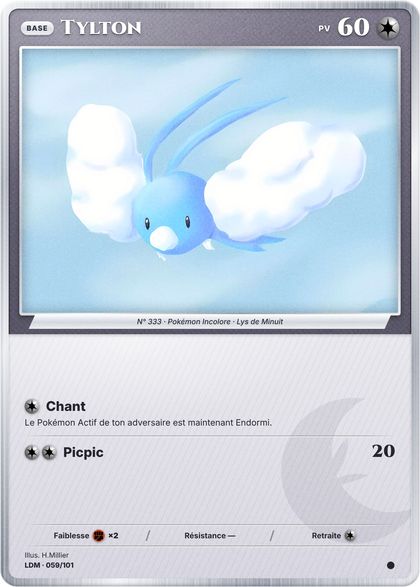 BASE TYLTON PV 60
N° 333 · Pokémon Incolore · Lys de Minuit
Chant
Le Pokémon Actif de ton adversaire est maintenant Endormi.
Picpic 20
Faiblesse ×2 / Résistance — / Retraite
Illus. H.Millier
LDM · 059/101